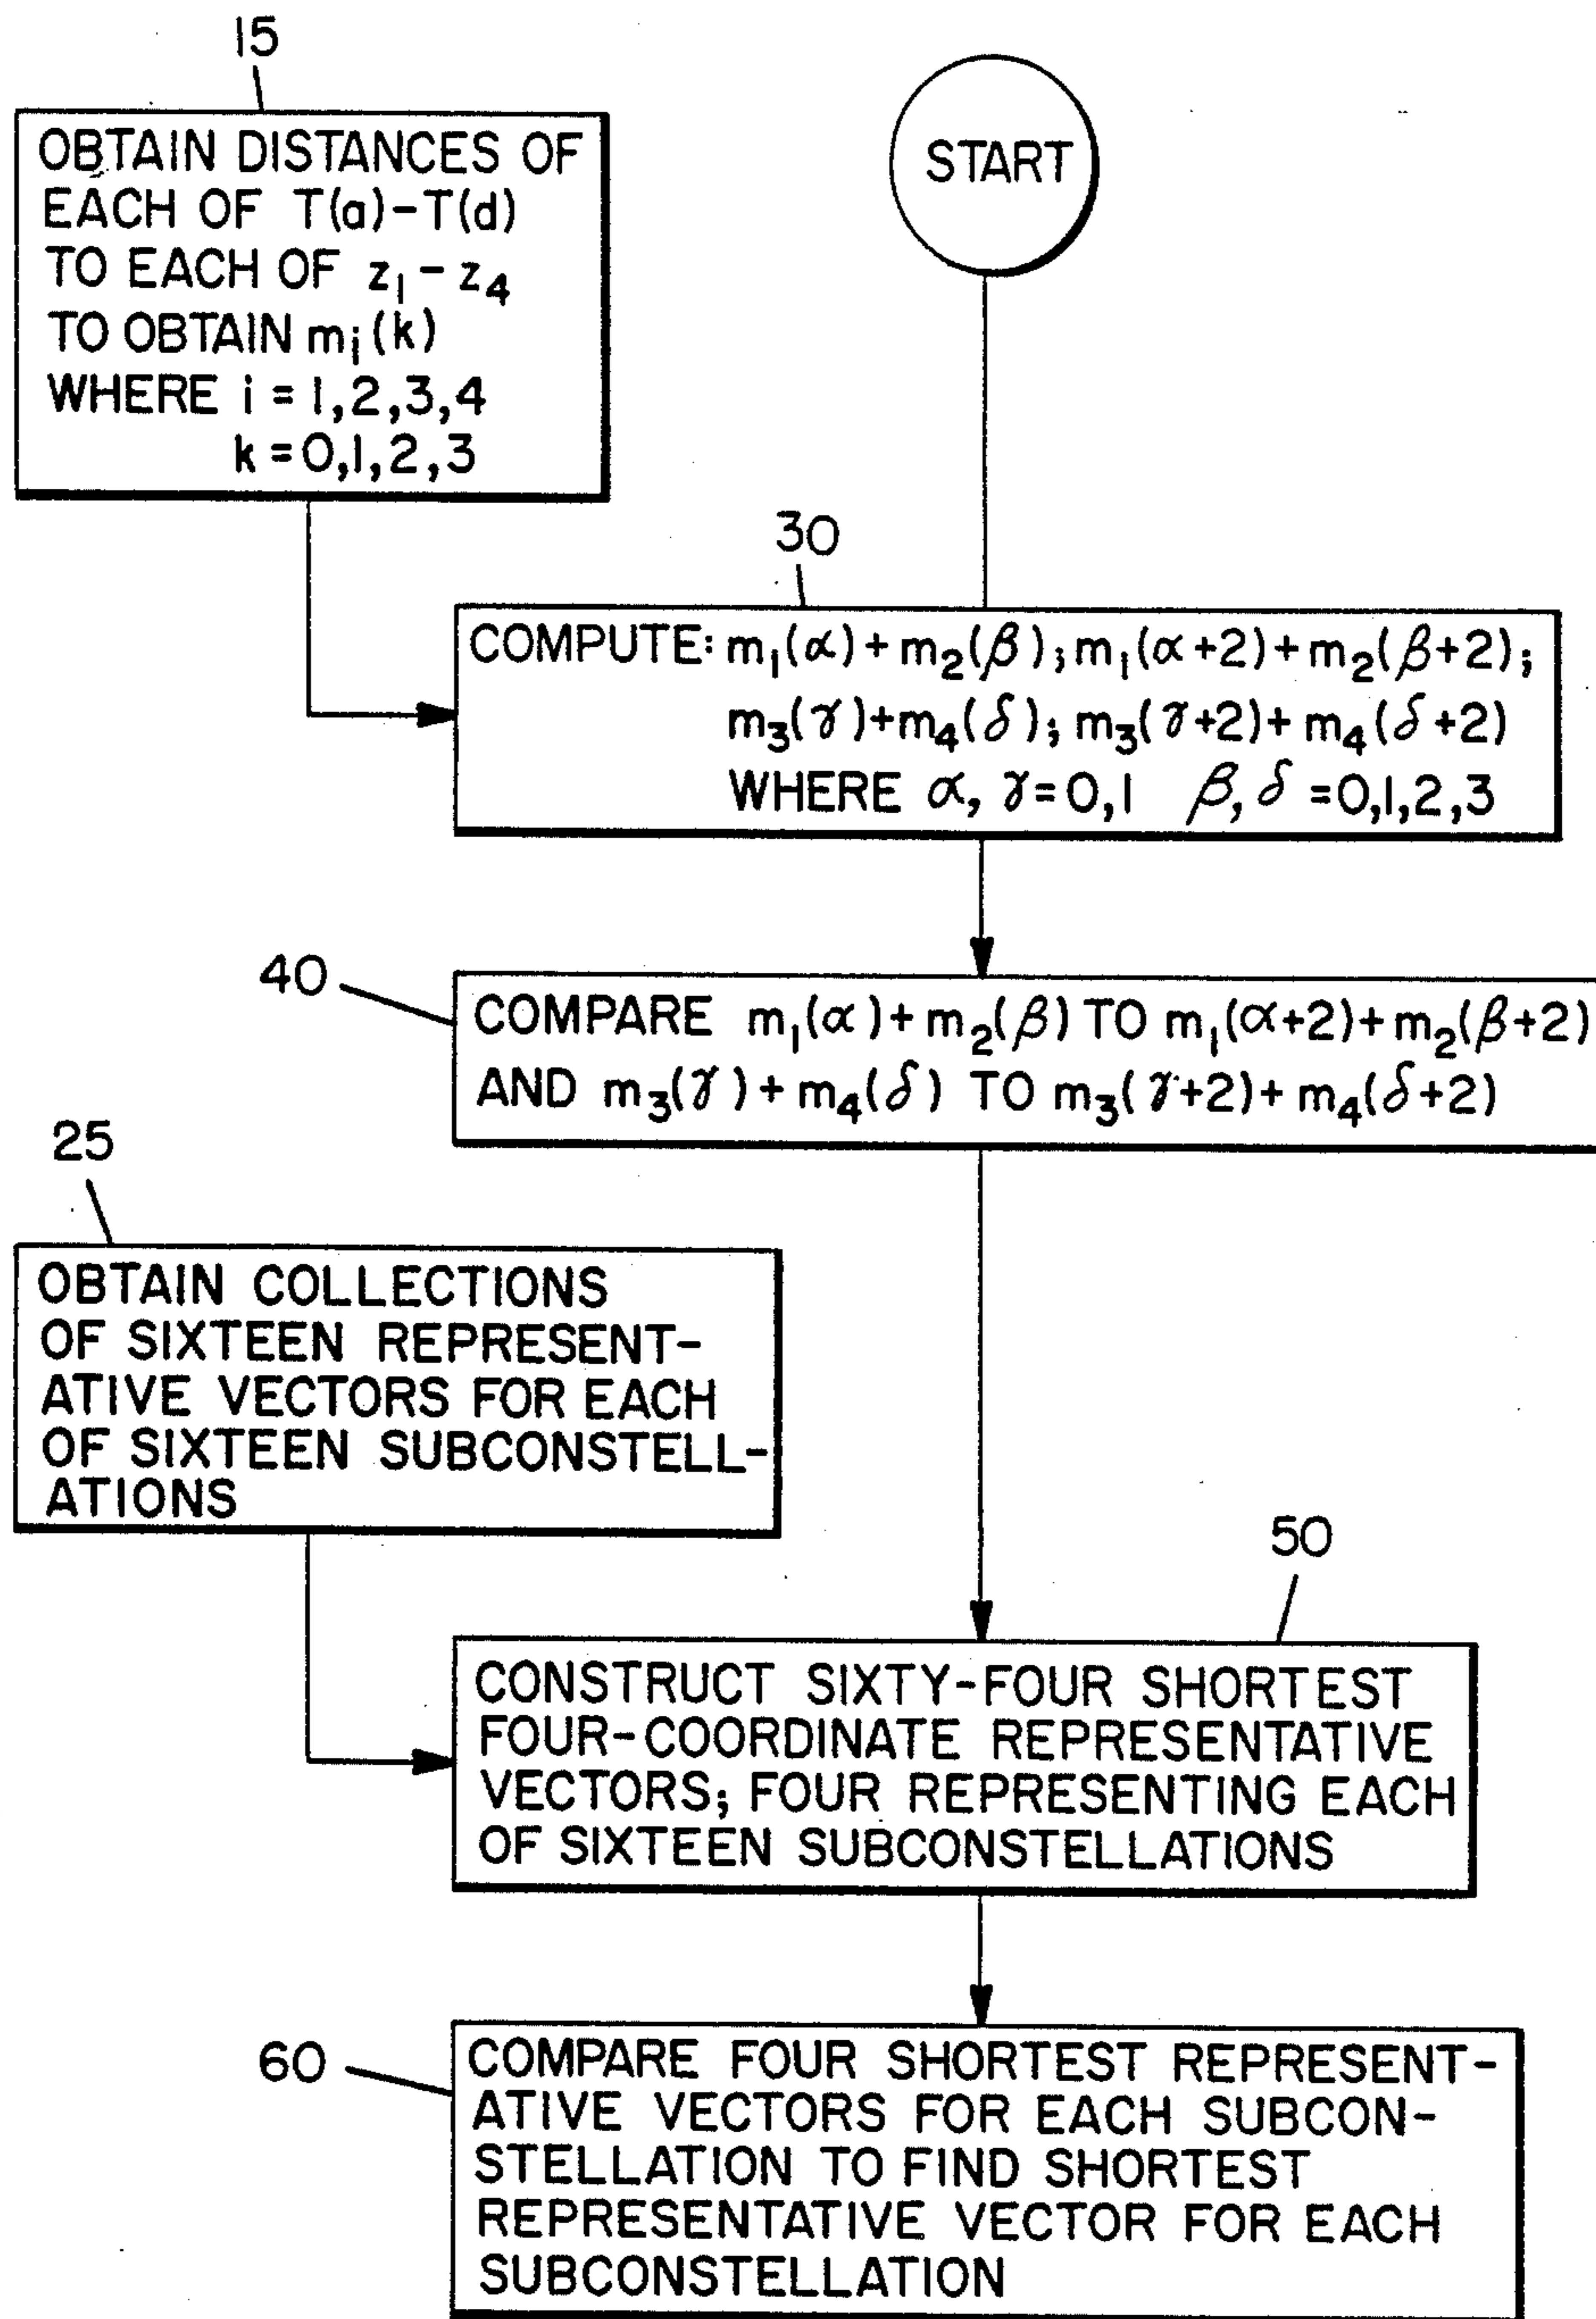 15
OBTAIN DISTANCES OF
EACH OF T(a)-T(d)
TO EACH OF z₁-z₄
TO OBTAIN mᵢ(k)
WHERE i = 1,2,3,4
k = 0,1,2,3
START
30
COMPUTE: m₁(α)+m₂(β); m₁(α+2)+m₂(β+2);
m₃(γ)+m₄(δ); m₃(γ+2)+m₄(δ+2)
WHERE α, γ=0,1 β, δ =0,1,2,3
40
COMPARE m₁(α)+m₂(β) TO m₁(α+2)+m₂(β+2)
AND m₃(γ)+m₄(δ) TO m₃(γ+2)+m₄(δ+2)
25
OBTAIN COLLECTIONS
OF SIXTEEN REPRESENT-
ATIVE VECTORS FOR EACH
OF SIXTEEN SUBCONSTELL-
ATIONS
50
CONSTRUCT SIXTY-FOUR SHORTEST
FOUR-COORDINATE REPRESENTATIVE
VECTORS; FOUR REPRESENTING EACH
OF SIXTEEN SUBCONSTELLATIONS
60
COMPARE FOUR SHORTEST REPRESENT-
ATIVE VECTORS FOR EACH SUBCON-
STELLATION TO FIND SHORTEST
REPRESENTATIVE VECTOR FOR EACH
SUBCONSTELLATION